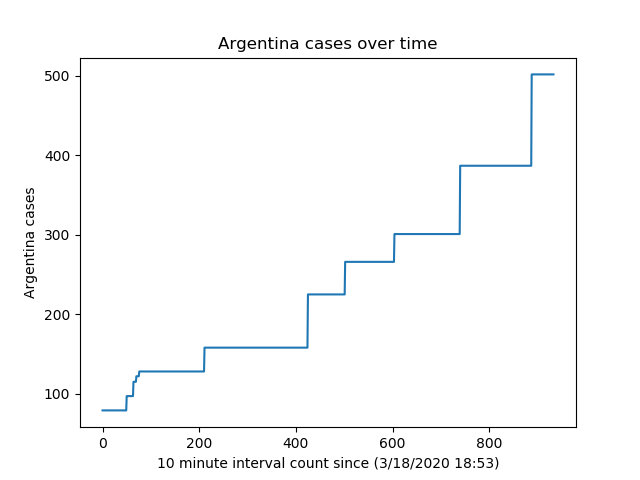 Argentina cases over time
500
400
300
200
100
Argentina cases
0 200 400 600 800
10 minute interval count since (3/18/2020 18:53)